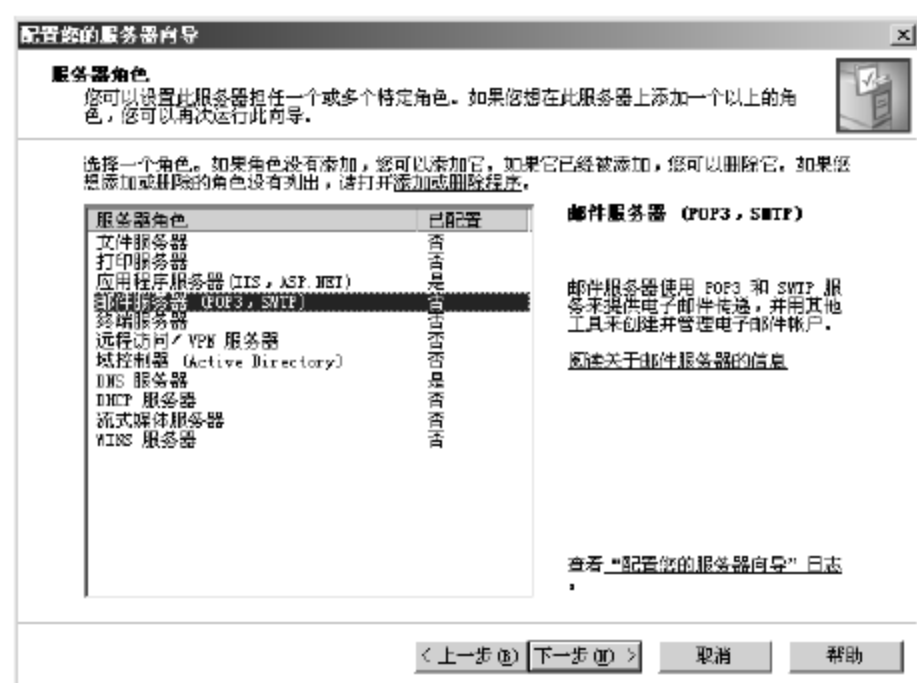 配置您的服务器向导
服务器角色
您可以设置此服务器担任一个或多个特定角色。如果您想在此服务器上添加一个以上的角
色，您可以再次运行此向导。
选择一个角色。如果角色没有添加，您可以添加它。如果它已经被添加，您可以删除它。如果您
想添加或删除的角色没有列出，请打开添加或删除程序。
服务器角色 已配置
文件服务器 否
打印服务器 否
应用程序服务器(IIS，ASP.NET) 是
邮件服务器 (POP3，SMTP) 否
终端服务器 否
远程访问/VPN 服务器 否
域控制器 (Active Directory) 否
DNS 服务器 是
DHCP 服务器 否
流式媒体服务器 否
WINS 服务器 否
邮件服务器 (POP3，SMTP)
邮件服务器使用 POP3 和 SMTP 服
务来提供电子邮件传递，并用其他
工具来创建并管理电子邮件帐户。
阅读关于邮件服务器的信息
查看“配置您的服务器向导”日志
。
< 上一步(B) 下一步(N) > 取消 帮助